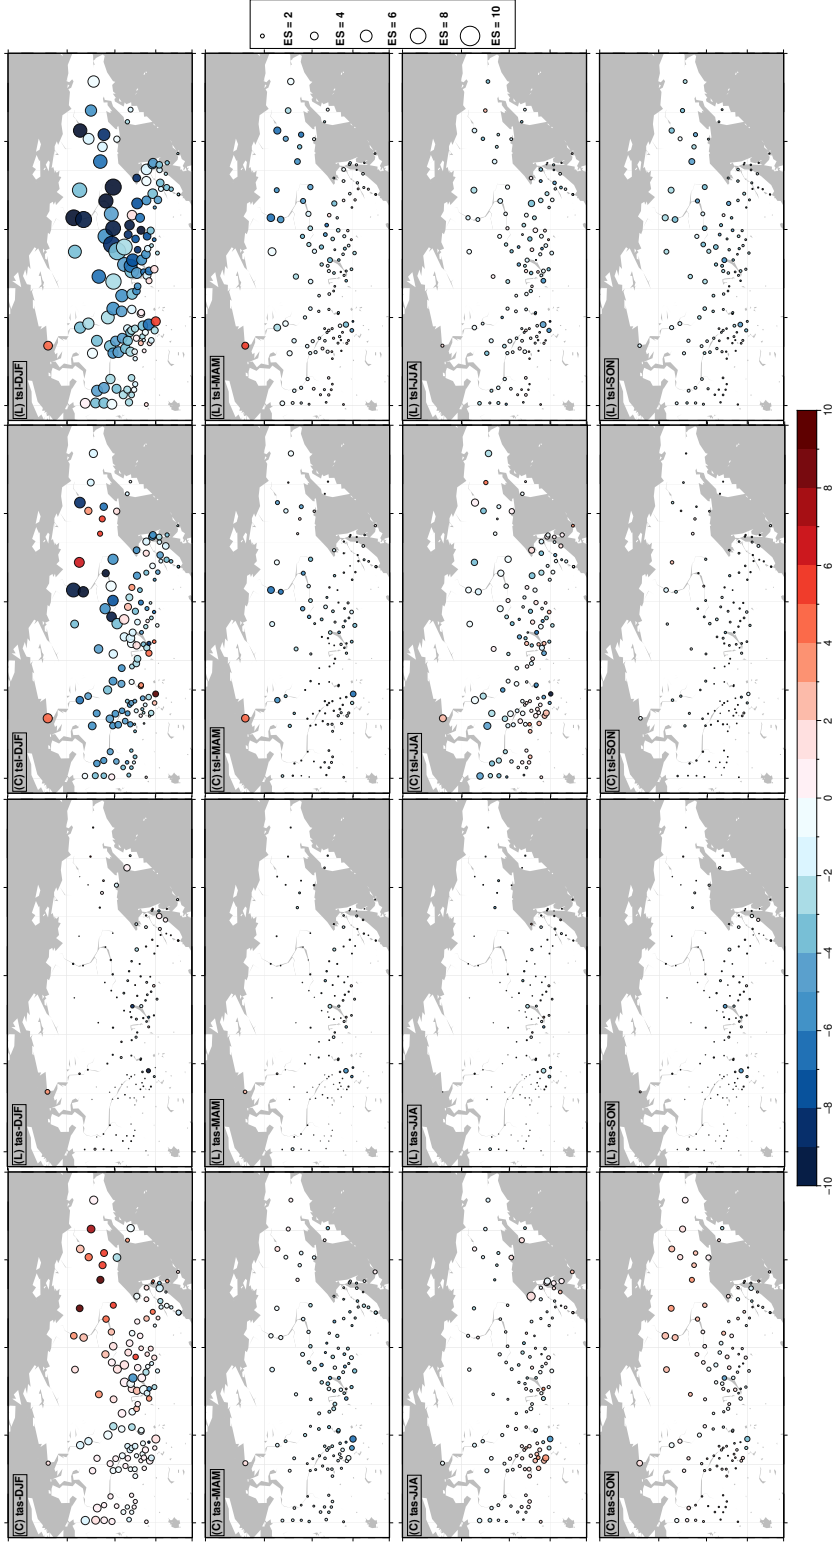 (C) tas-DJF
(L) tas-DJF
(C) tsl-DJF
(L) tsl-DJF
(C) tas-MAM
(L) tas-MAM
(C) tsl-MAM
(L) tsl-MAM
(C) tas-JJA
(L) tas-JJA
(C) tsl-JJA
(L) tsl-JJA
(C) tas-SON
(L) tas-SON
(C) tsl-SON
(L) tsl-SON
ES = 2
ES = 4
ES = 6
ES = 8
ES = 10
−10 −8 −6 −4 −2 0 2 4 6 8 10